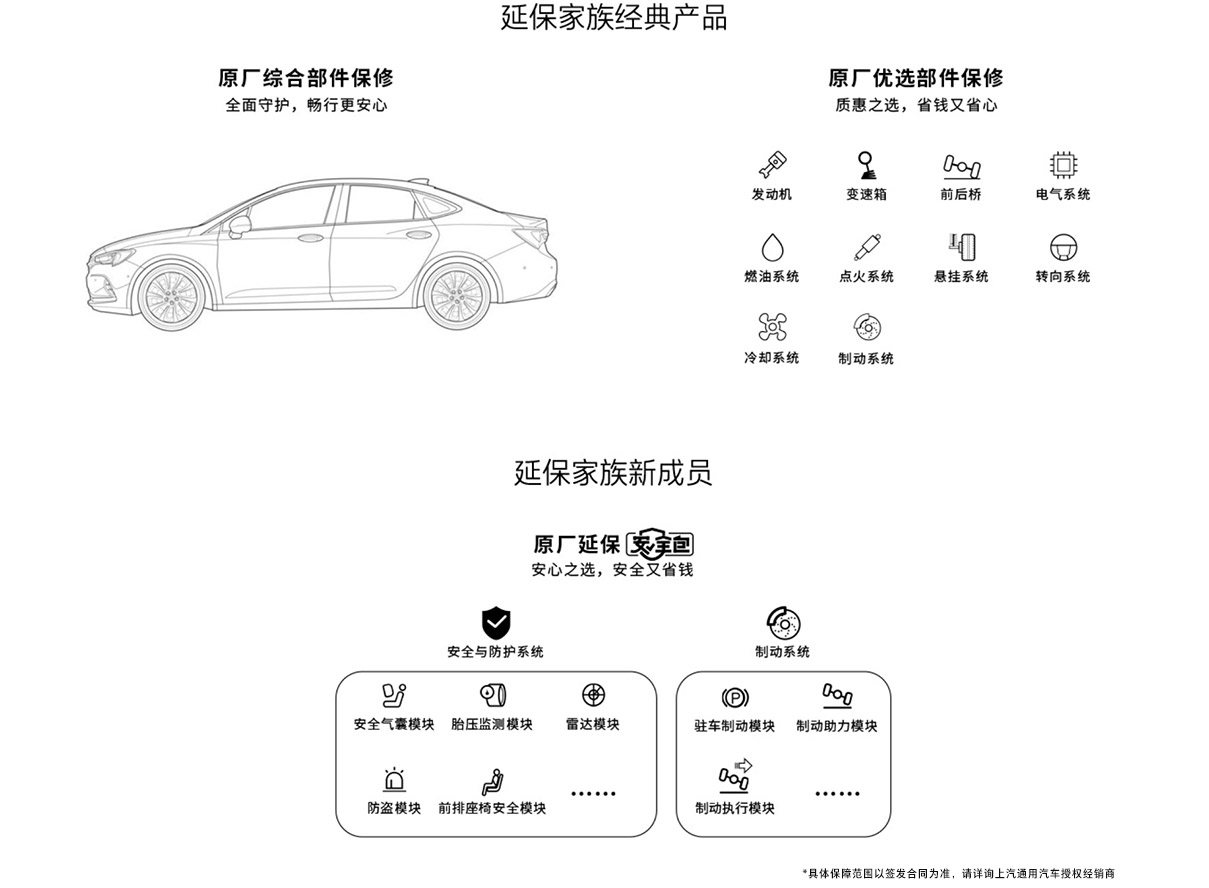 延保家族经典产品
原厂综合部件保修
全面守护，畅行更安心
原厂优选部件保修
质惠之选，省钱又省心
发动机 变速箱 前后桥 电气系统
燃油系统 点火系统 悬挂系统 转向系统
冷却系统 制动系统
延保家族新成员
原厂延保 安全包
安心之选，安全又省钱
安全与防护系统
安全气囊模块 胎压监测模块 雷达模块
防盗模块 前排座椅安全模块 ······
制动系统
P
驻车制动模块 制动助力模块
制动执行模块 ······
*具体保障范围以签发合同为准，请详询上汽通用汽车授权经销商